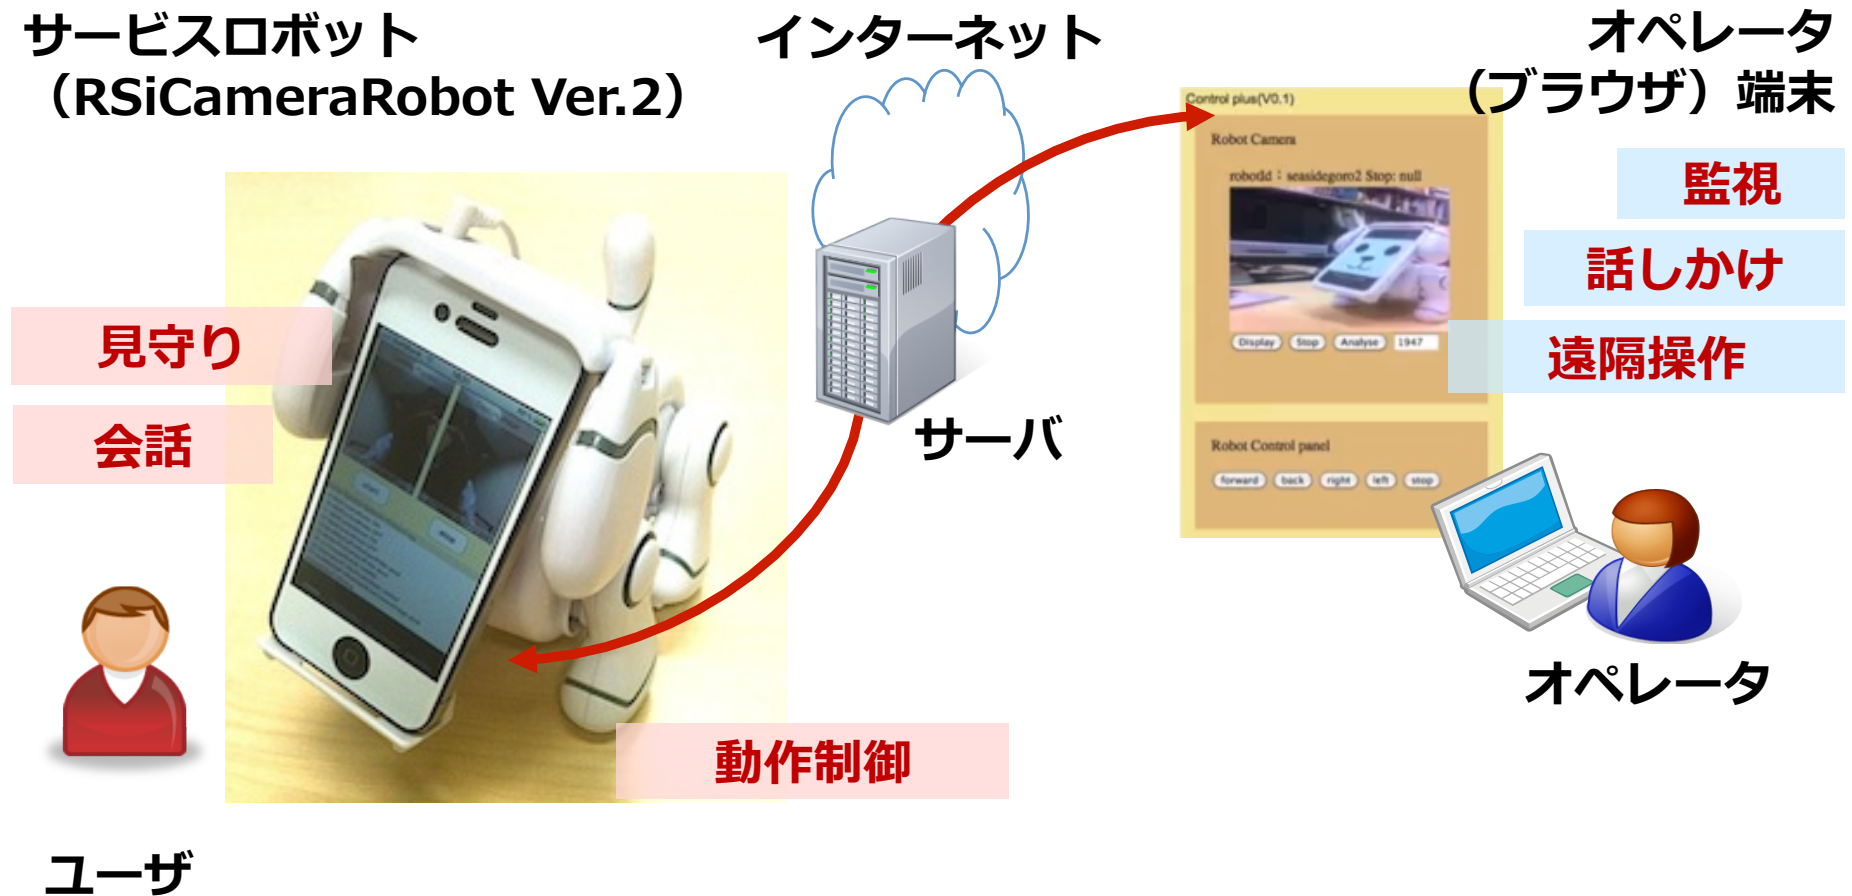 サービスロボット
（RSiCameraRobot Ver.2）
インターネット
オペレータ
（ブラウザ）端末
Control plus(V0.1)
Robot Camera
robotId：seasidegoro2 Stop: null
Display Stop Analyse 1947
Robot Control panel
forward back right left stop
監視
話しかけ
遠隔操作
見守り
会話
サーバ
動作制御
オペレータ
ユーザ